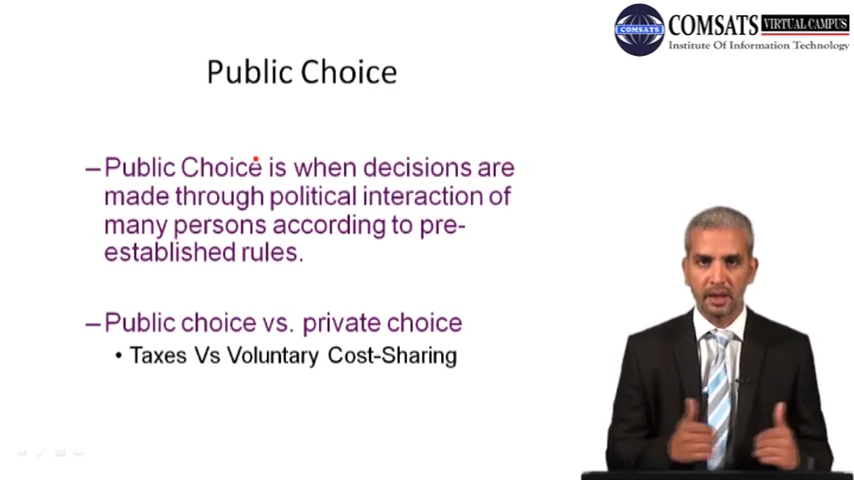 COMSATS VIRTUAL CAMPUS
COMSATS
Institute Of Information Technology
Public Choice
–Public Choice is when decisions are
made through political interaction of
many persons according to pre-
established rules.
–Public choice vs. private choice
• Taxes Vs Voluntary Cost-Sharing